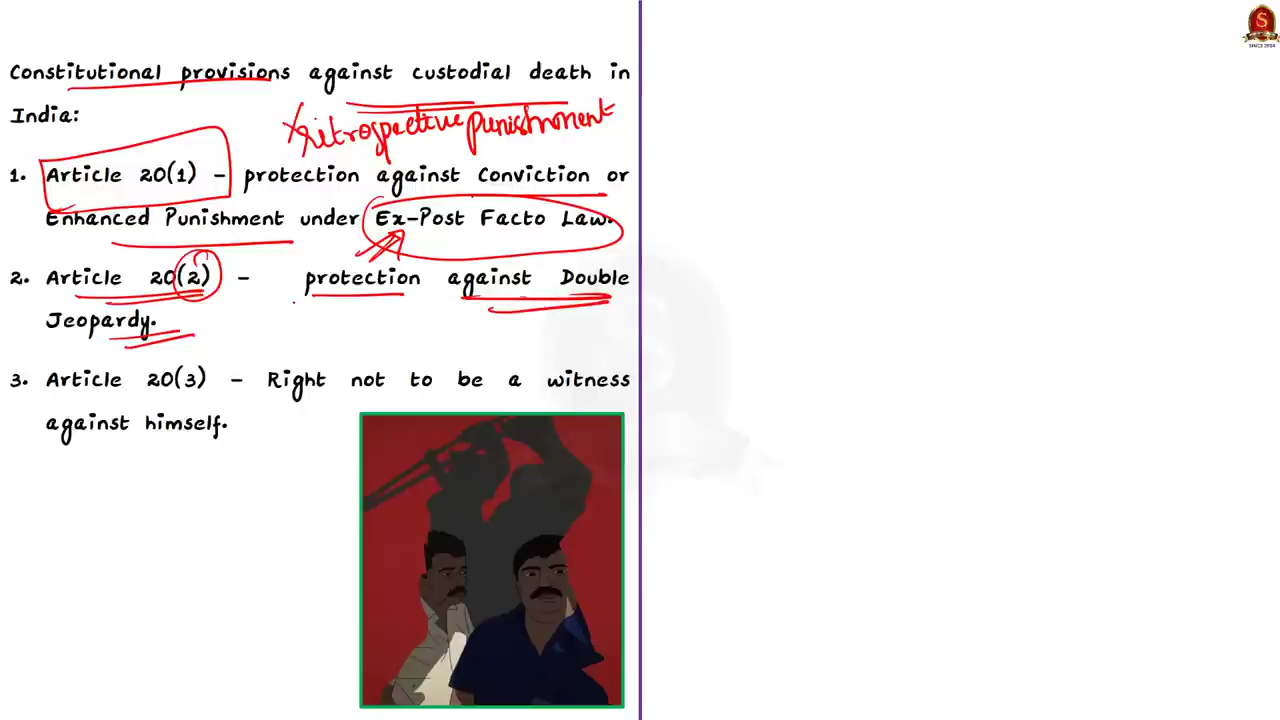 Constitutional provisions against custodial death in
India:
✗retrospective punishment
1. Article 20(1) - protection against Conviction or
Enhanced Punishment under Ex-Post Facto Law.
2. Article 20(2) - protection against Double
Jeopardy.
3. Article 20(3) - Right not to be a witness
against himself.
S
SINCE 2004